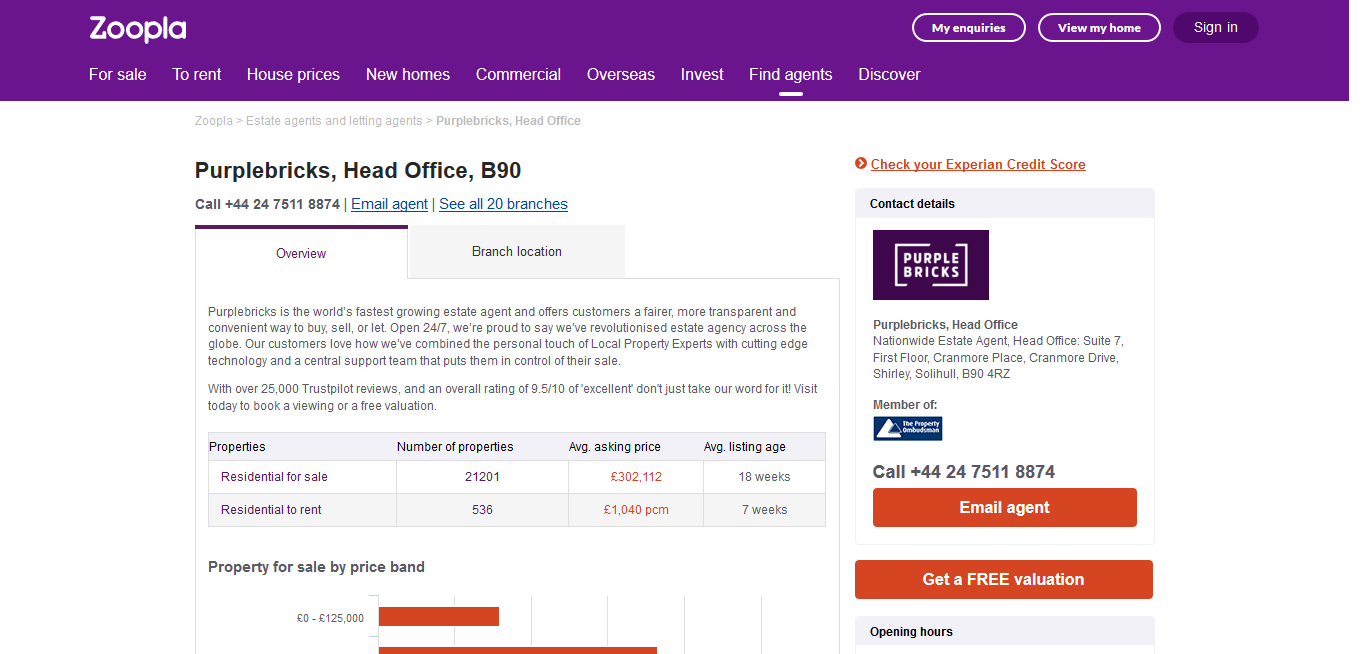 Zoopla
My enquiries
View my home
Sign in
For sale
To rent
House prices
New homes
Commercial
Overseas
Invest
Find agents
Discover
Zoopla > Estate agents and letting agents > Purplebricks, Head Office
Purplebricks, Head Office, B90
Call +44 24 7511 8874 | Email agent | See all 20 branches
Overview
Branch location
Purplebricks is the world's fastest growing estate agent and offers customers a fairer, more transparent and
convenient way to buy, sell, or let. Open 24/7, we're proud to say we've revolutionised estate agency across the
globe. Our customers love how we've combined the personal touch of Local Property Experts with cutting edge
technology and a central support team that puts them in control of their sale.
With over 25,000 Trustpilot reviews, and an overall rating of 9.5/10 of 'excellent' don't just take our word for it! Visit
today to book a viewing or a free valuation.
Properties Number of properties Avg. asking price Avg. listing age
Residential for sale 21201 £302,112 18 weeks
Residential to rent 536 £1,040 pcm 7 weeks
Property for sale by price band
£0 - £125,000
Check your Experian Credit Score
Contact details
PURPLE
BRICKS
Purplebricks, Head Office
Nationwide Estate Agent, Head Office: Suite 7,
First Floor, Cranmore Place, Cranmore Drive,
Shirley, Solihull, B90 4RZ
Member of:
The Property
Ombudsman
Call +44 24 7511 8874
Email agent
Get a FREE valuation
Opening hours